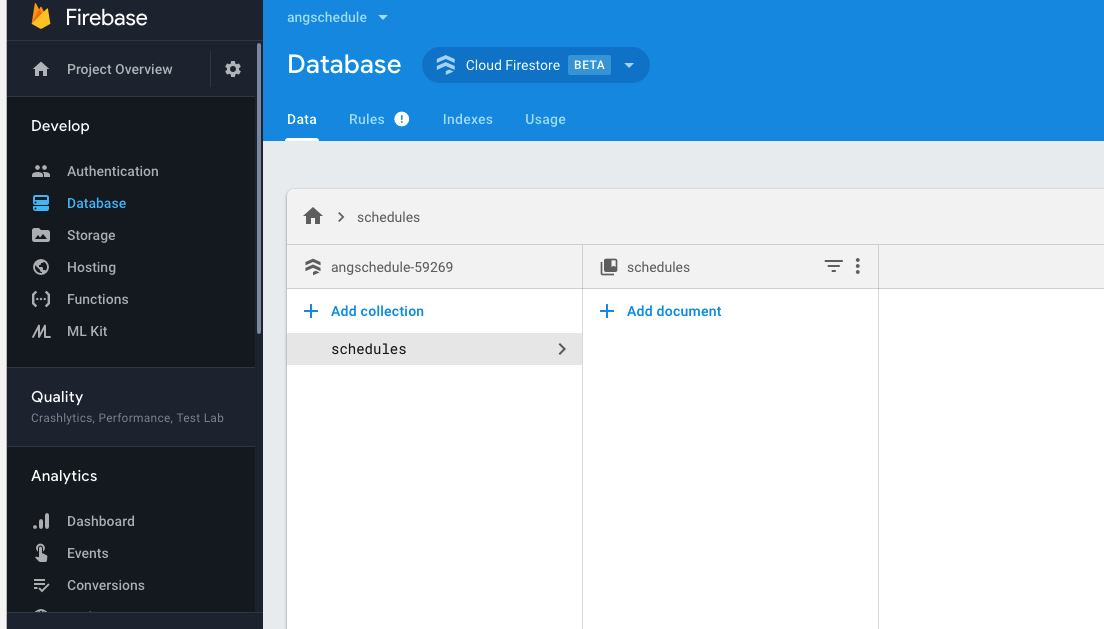 Firebase
Project Overview
Develop
Authentication
Database
Storage
Hosting
Functions
ML Kit
Quality
Crashlytics, Performance, Test Lab
Analytics
Dashboard
Events
Conversions
angschedule
Database
Cloud Firestore BETA
Data Rules Indexes Usage
schedules
angschedule-59269
schedules
Add collection
Add document
schedules